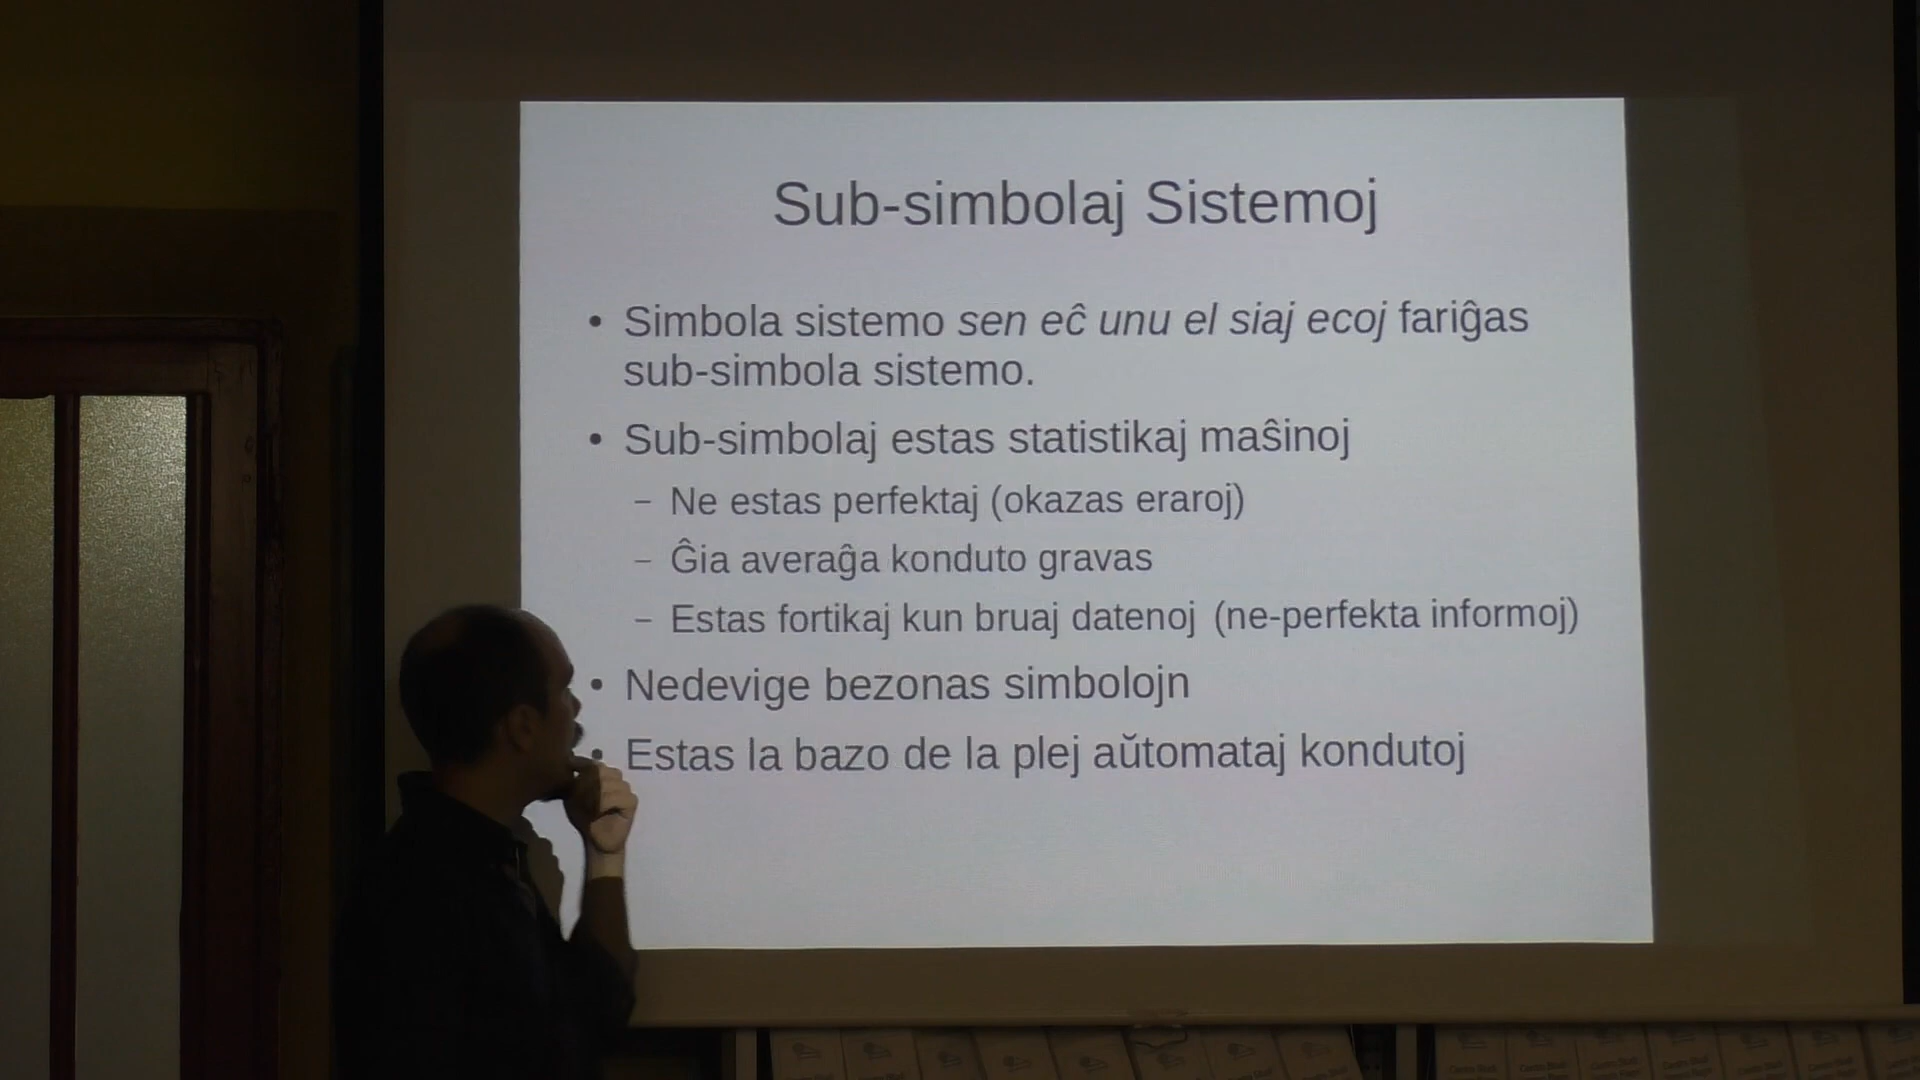 Sub-simbolaj Sistemoj
• Simbola sistemo sen eĉ unu el siaj ecoj fariĝas
sub-simbola sistemo.
• Sub-simbolaj estas statistikaj maŝinoj
– Ne estas perfektaj (okazas eraroj)
– Ĝia averaĝa konduto gravas
– Estas fortikaj kun bruaj datenoj (ne-perfekta informoj)
• Nedevige bezonas simbolojn
• Estas la bazo de la plej aŭtomataj kondutoj